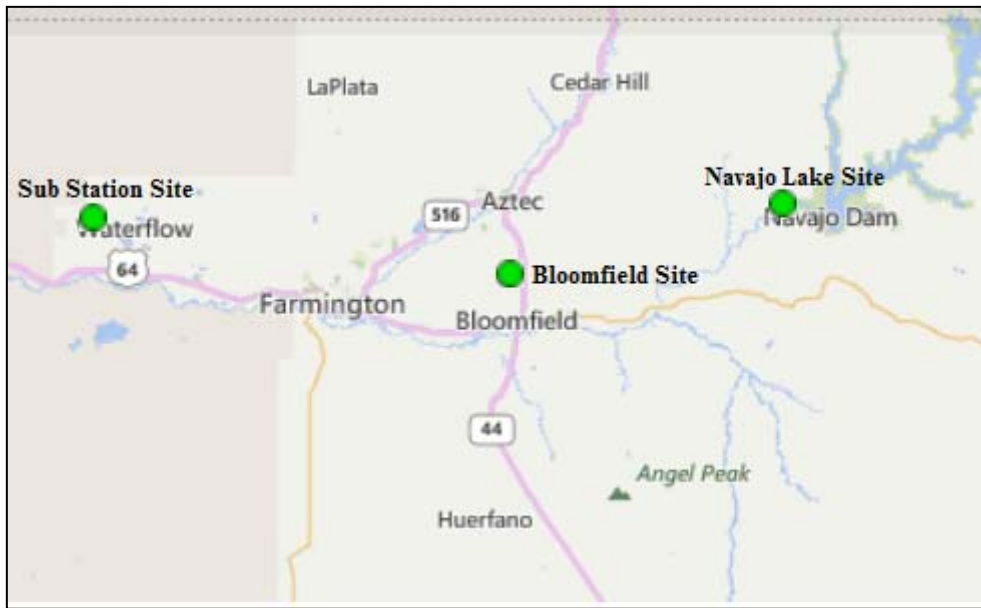 LaPlata
Cedar Hill
Sub Station Site
Navajo Lake Site
Aztec
516
Waterflow
Navajo Dam
64
Bloomfield Site
Farmington
Bloomfield
44
Angel Peak
Huerfano